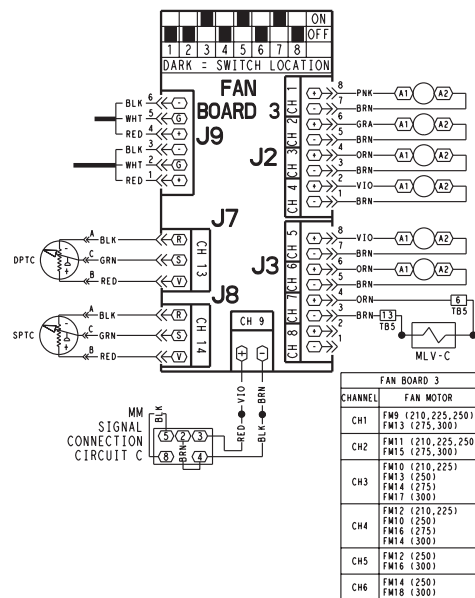 ON
OFF
1 2 3 4 5 6 7 8
DARK = SWITCH LOCATION
FAN
BOARD 3
J9
BLK 6 -
WHT 5 G
RED 4 +
BLK 3 -
WHT 2 G
RED 1 +
J2
CH 1
+ 8 PNK A1 A2
- 7 BRN
CH 2
+ 6 GRA A1 A2
- 5 BRN
CH 3
+ 4 ORN A1 A2
- 3 BRN
CH 4
+ 2 VIO A1 A2
- 1 BRN
J7
CH 13
DPTC
A BLK R
C GRN S
B RED V
J3
CH 5
+ 8 VIO A1 A2
- 7 BRN
CH 6
+ 6 ORN A1 A2
- 5 BRN
CH 7
+ 4 ORN 6 TB5
- 3 BRN 13 TB5
CH 8
+ 2
- 1
MLV-C
J8
CH 14
SPTC
A BLK R
C GRN S
B RED V
CH 9
+ -
RED VIO
BLK BRN
MM
SIGNAL
CONNECTION
CIRCUIT C
BLK
5 2 3
BRN
8 4
FAN BOARD 3
CHANNEL FAN MOTOR
CH1 FM9 (210,225,250)
FM13 (275,300)
CH2 FM11 (210,225,250
FM15 (275,300)
CH3 FM10 (210,225)
FM13 (250)
FM14 (275)
FM17 (300)
CH4 FM12 (210,225)
FM10 (250)
FM16 (275)
FM14 (300)
CH5 FM12 (250)
FM16 (300)
CH6 FM14 (250)
FM18 (300)